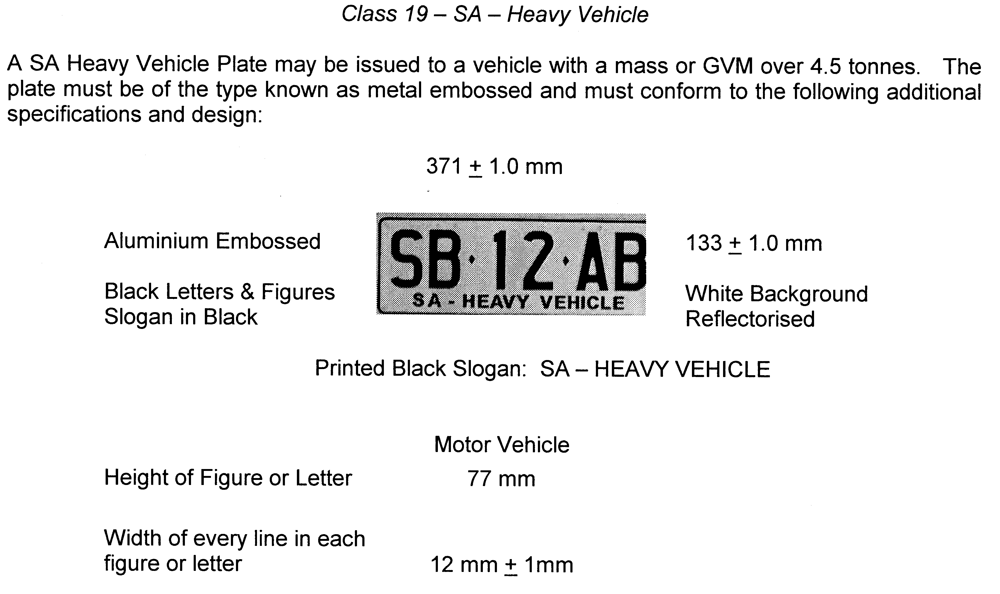 Class 19 – SA – Heavy Vehicle
A SA Heavy Vehicle Plate may be issued to a vehicle with a mass or GVM over 4.5 tonnes. The
plate must be of the type known as metal embossed and must conform to the following additional
specifications and design:
371 ± 1.0 mm
Aluminium Embossed
Black Letters & Figures
Slogan in Black
SB·12·AB
SA - HEAVY VEHICLE
133 ± 1.0 mm
White Background
Reflectorised
Printed Black Slogan: SA – HEAVY VEHICLE
Motor Vehicle
Height of Figure or Letter 77 mm
Width of every line in each
figure or letter 12 mm ± 1mm